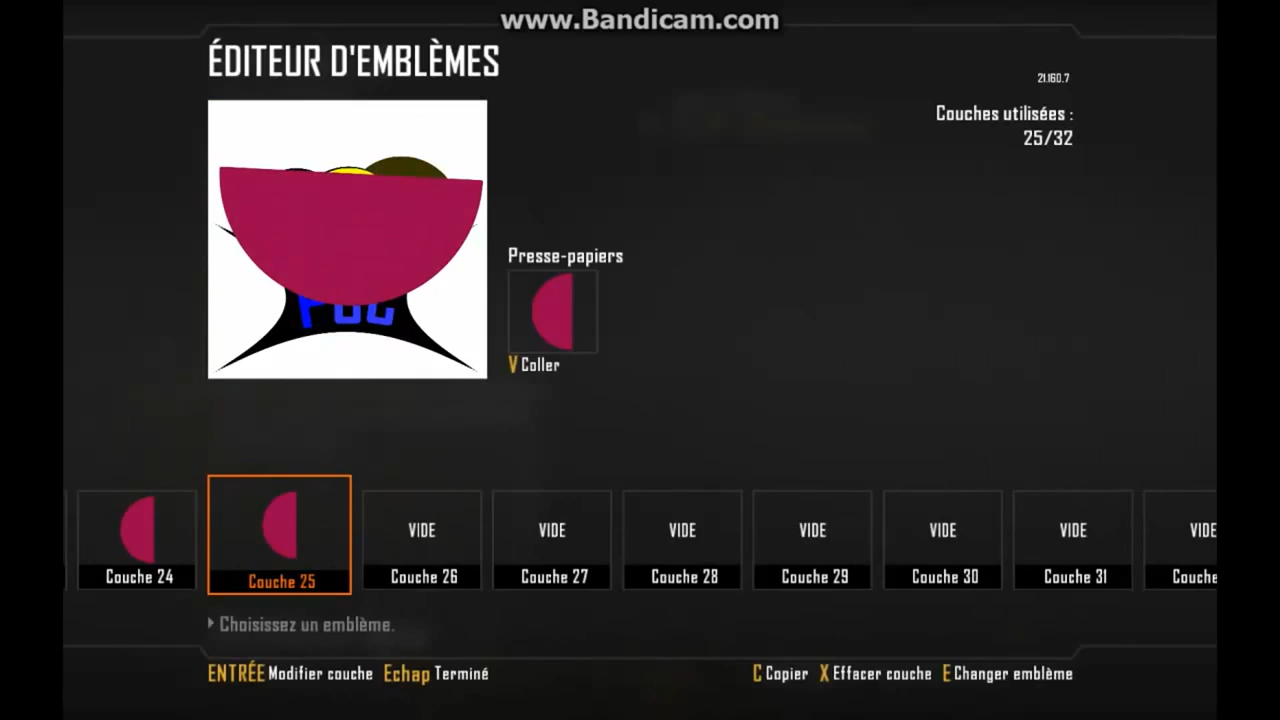 www.Bandicam.com
ÉDITEUR D'EMBLÈMES
21.160.7
Couches utilisées :
25/32
Presse-papiers
V Coller
VIDE VIDE VIDE VIDE VIDE VIDE VIDE
Couche 24 Couche 25 Couche 26 Couche 27 Couche 28 Couche 29 Couche 30 Couche 31 Couche
Choisissez un emblème.
ENTRÉE Modifier couche Echap Terminé C Copier X Effacer couche E Changer emblème